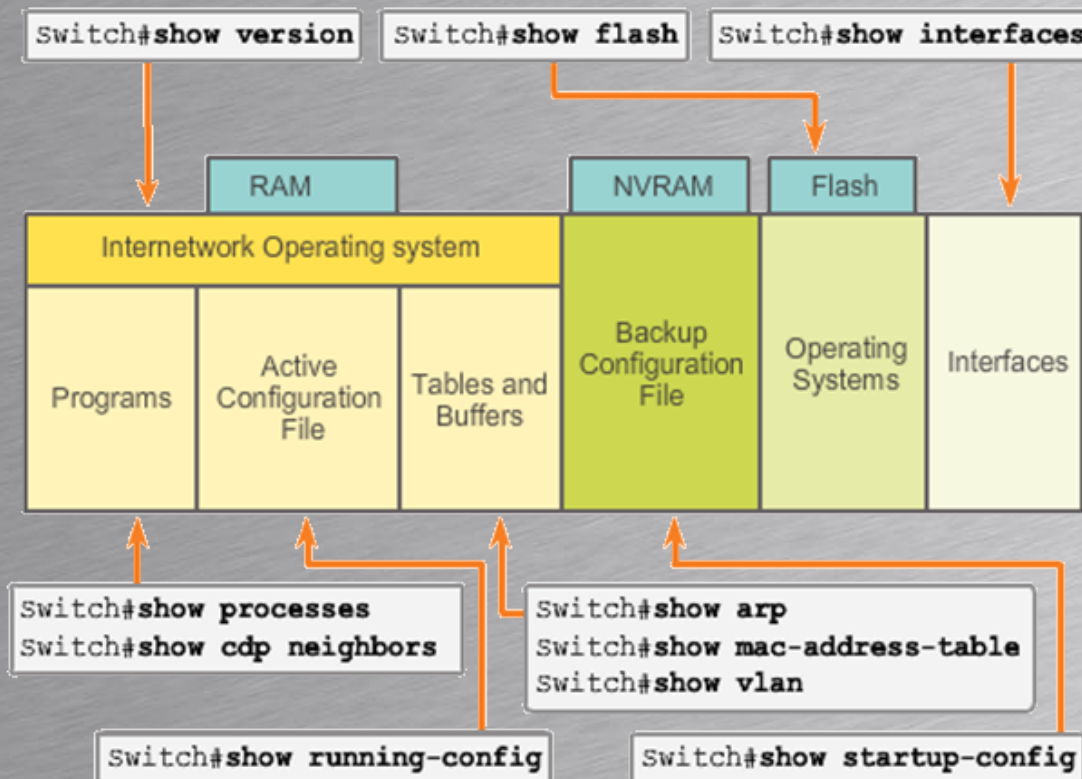 Switch#show version
Switch#show flash
Switch#show interfaces
RAM
NVRAM
Flash
Internetwork Operating system
Programs
Active
Configuration
File
Tables and
Buffers
Backup
Configuration
File
Operating
Systems
Interfaces
Switch#show processes
Switch#show cdp neighbors
Switch#show arp
Switch#show mac-address-table
Switch#show vlan
Switch#show running-config
Switch#show startup-config